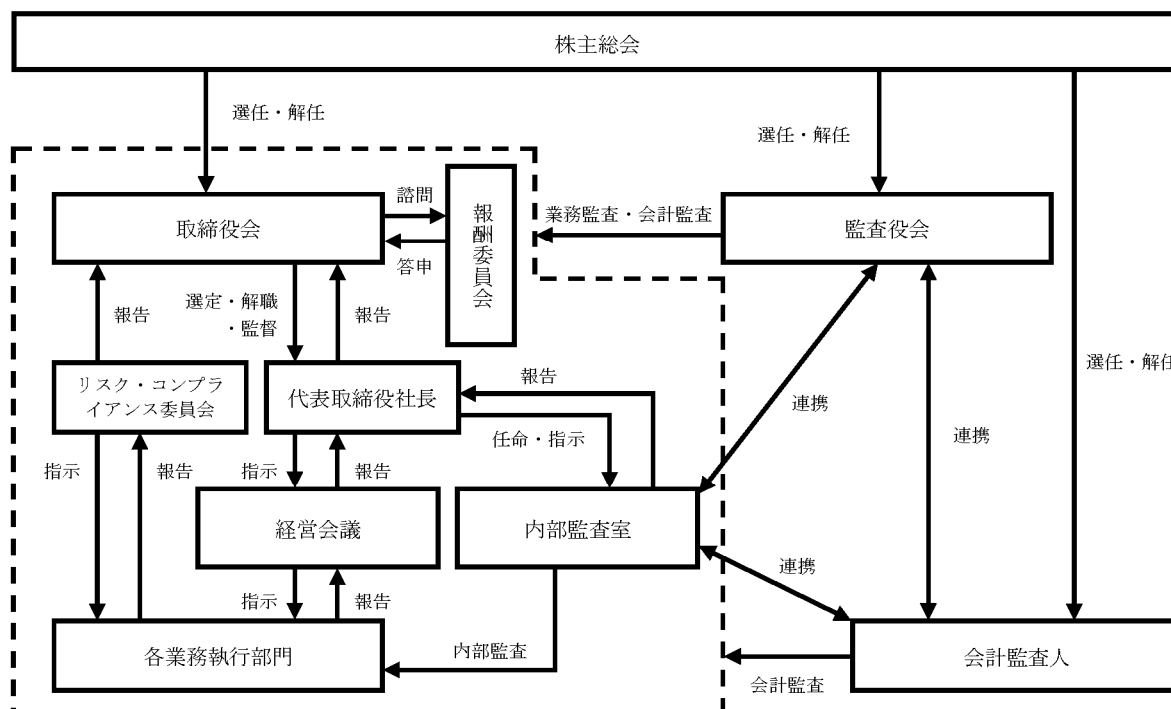 株主総会
選任・解任
選任・解任
諮問
取締役会
報酬委員会
業務監査・会計監査
監査役会
答申
報告
選定・解職
・監督
報告
選任・解任
リスク・コンプラ
イアンス委員会
代表取締役社長
報告
連携
連携
任命・指示
指示
報告
指示
報告
経営会議
内部監査室
連携
指示
報告
各業務執行部門
内部監査
会計監査人
会計監査